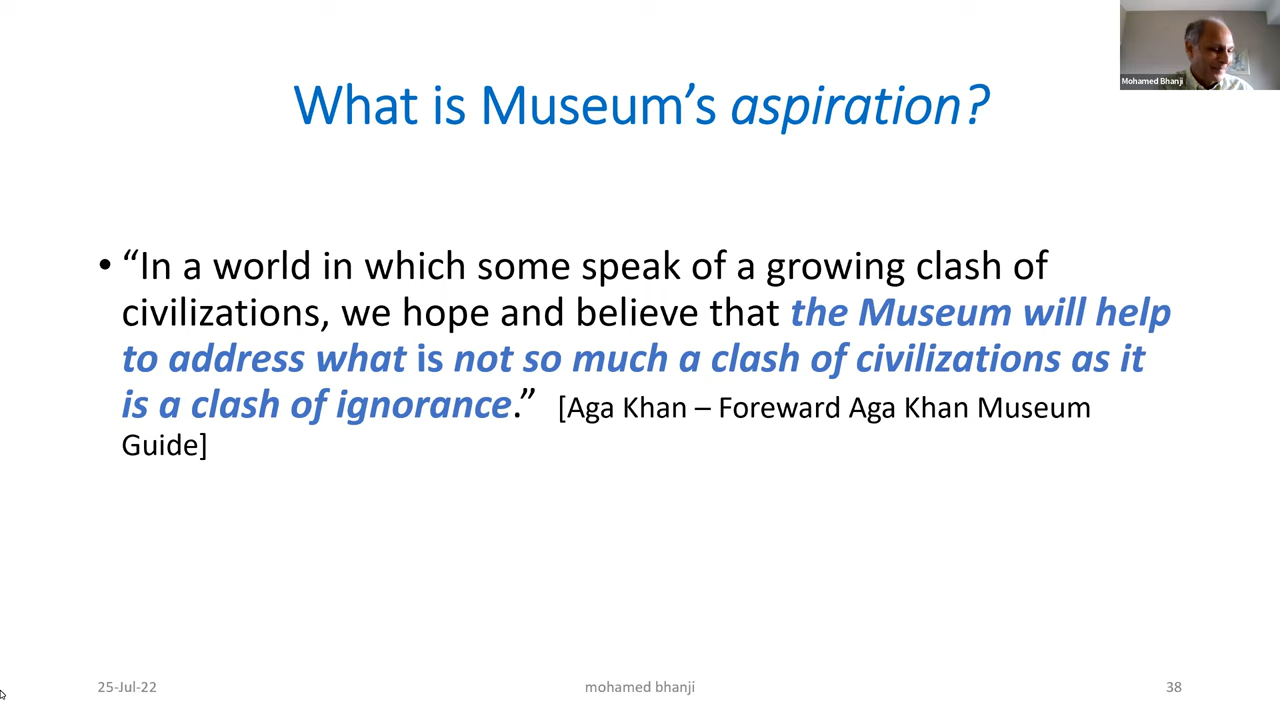 Mohamed Bhanji
What is Museum’s aspiration?
• “In a world in which some speak of a growing clash of
civilizations, we hope and believe that the Museum will help
to address what is not so much a clash of civilizations as it
is a clash of ignorance.” [Aga Khan – Foreward Aga Khan Museum
Guide]
25-Jul-22
mohamed bhanji
38